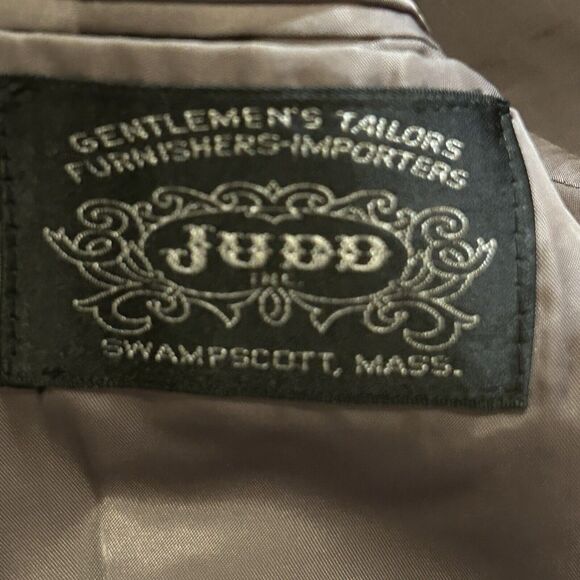 GENTLEMEN'S TAILORS
FURNISHERS-IMPORTERS
JUDD
INC.
SWAMPSCOTT, MASS.